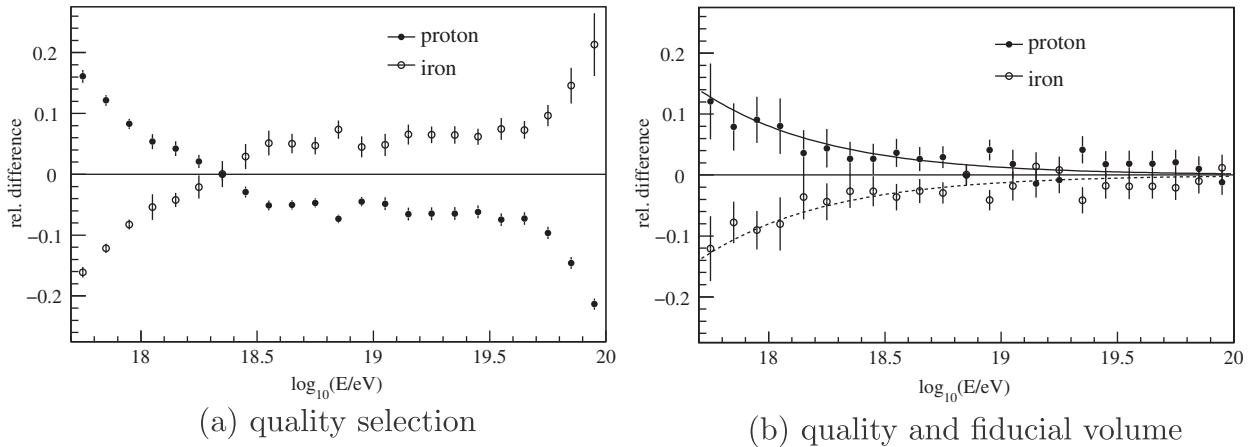 rel. difference
0.2
0.1
0
−0.1
−0.2
proton
iron
18
18.5
19
19.5
20
log10(E/eV)
(a) quality selection
rel. difference
0.2
0.1
0
−0.1
−0.2
proton
iron
18
18.5
19
19.5
20
log10(E/eV)
(b) quality and fiducial volume